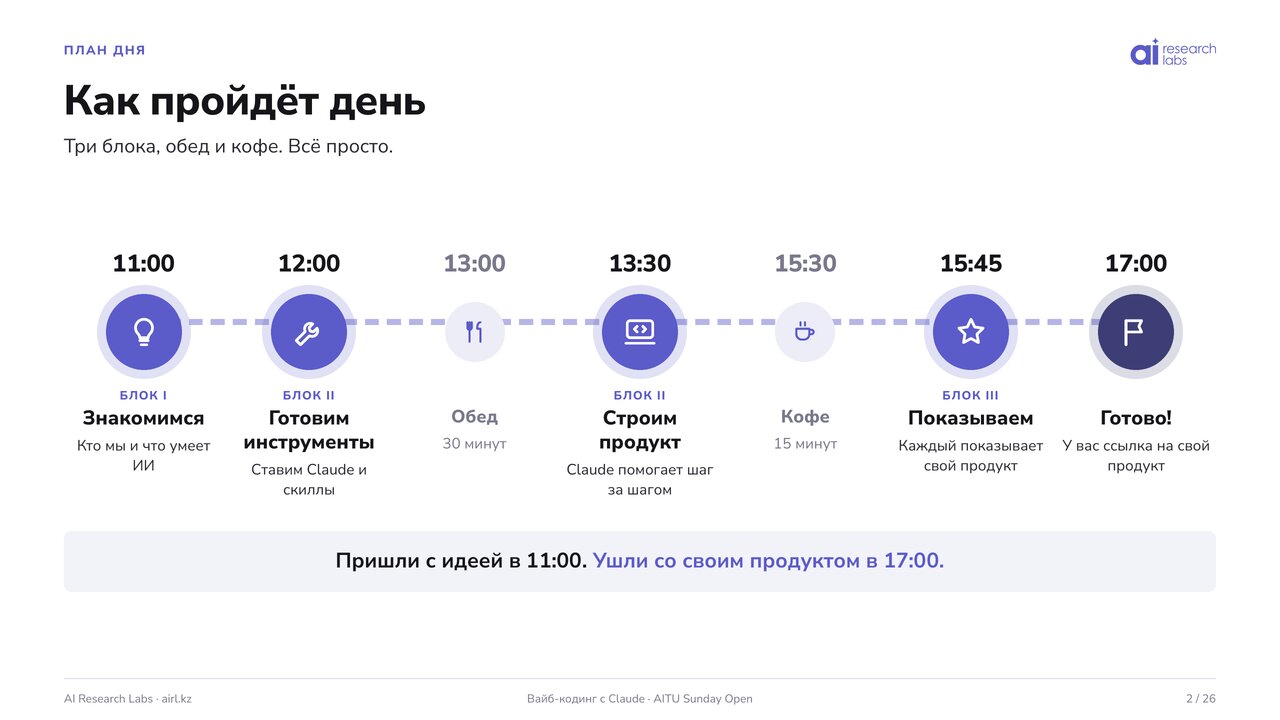 ПЛАН ДНЯ
ai research labs
Как пройдёт день
Три блока, обед и кофе. Всё просто.
11:00
БЛОК I
Знакомимся
Кто мы и что умеет
ИИ
12:00
БЛОК II
Готовим
инструменты
Ставим Claude и
скиллы
13:00
Обед
30 минут
13:30
БЛОК II
Строим
продукт
Claude помогает шаг
за шагом
15:30
Кофе
15 минут
15:45
БЛОК III
Показываем
Каждый показывает
свой продукт
17:00
Готово!
У вас ссылка на свой
продукт
Пришли с идеей в 11:00. Ушли со своим продуктом в 17:00.
AI Research Labs · airl.kz
Вайб-кодинг с Claude · AITU Sunday Open
2 / 26